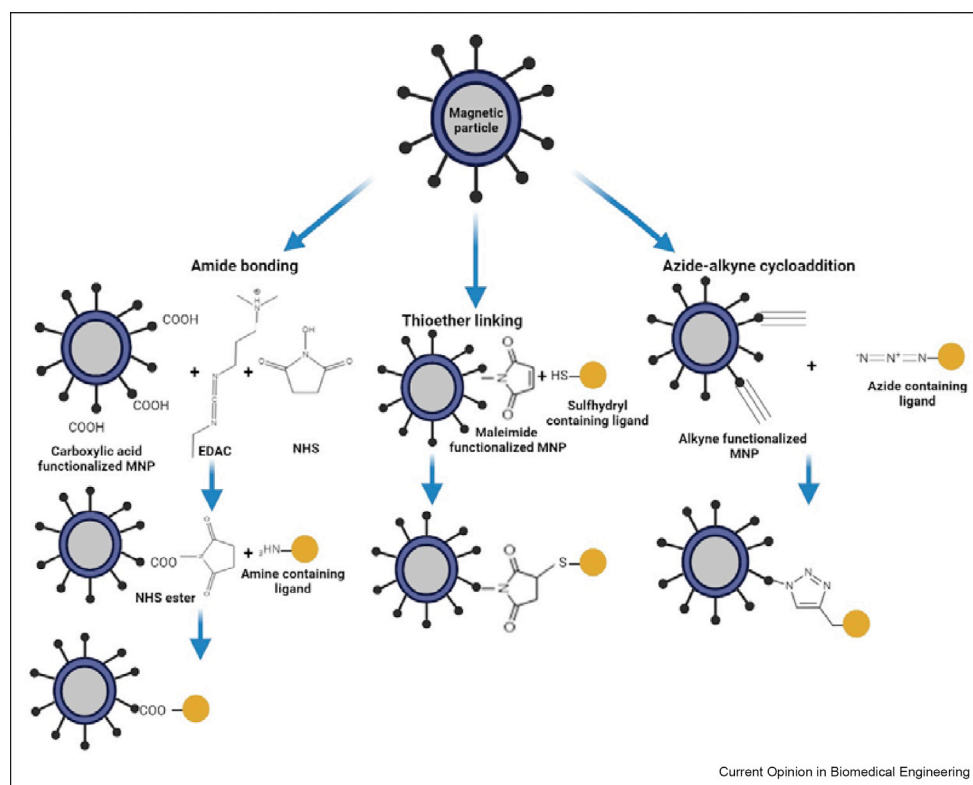 Magnetic
particle
Amide bonding
COOH
COOH
COOH
Carboxylic acid
functionalized MNP
+
⊕
H
N
N
C
N
EDAC
+
OH
N
O
O
NHS
COO
N
O
O
NHS ester
+
2HN
Amine containing
ligand
COO
Thioether linking
N
O
O
Maleimide
functionalized MNP
+
HS
Sulfhydryl
containing ligand
N
O
O
S
Azide-alkyne cycloaddition
Alkyne functionalized
MNP
+
-N=N+=N
Azide containing
ligand
N
N
N
Current Opinion in Biomedical Engineering